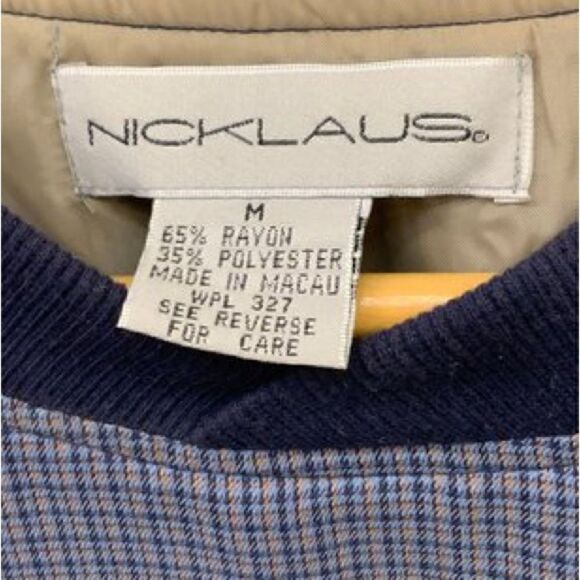 NICKLAUS
M
65% RAYON
35% POLYESTER
MADE IN MACAU
WPL 327
SEE REVERSE
FOR CARE